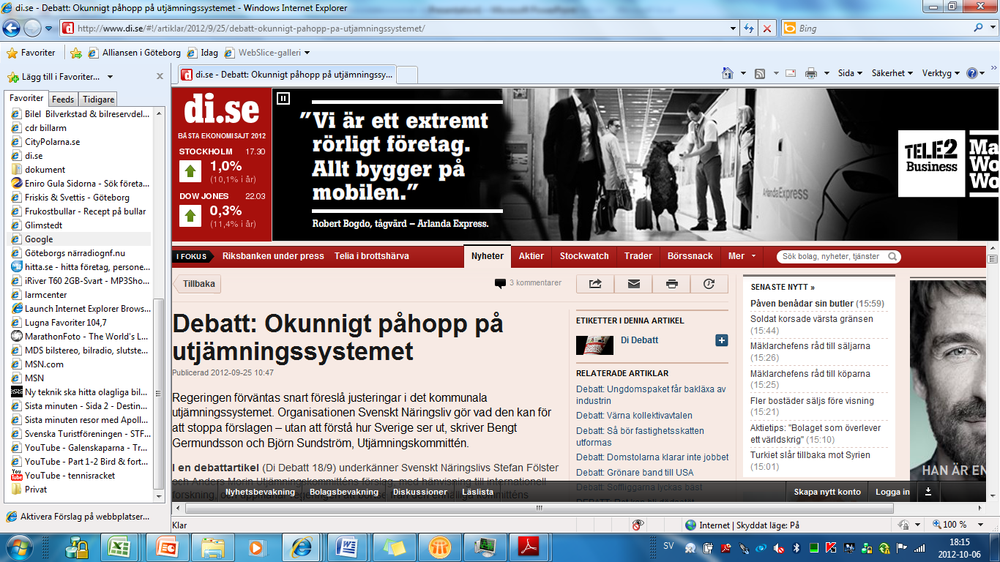 di.se - Debatt: Okunnigt påhopp på utjämningssystemet - Windows Internet Explorer
http://www.di.se/#!/artiklar/2012/9/25/debatt-okunnigt-pahopp-pa-utjamningssystemet/
Bing
Favoriter
Alliansen i Göteborg
Idag
WebSlice-galleri
Lägg till i Favoriter...
di.se - Debatt: Okunnigt påhopp på utjämningssy...
Sida
Säkerhet
Verktyg
Favoriter
Feeds
Tidigare
Bilel Bilverkstad & bilreservdel...
cdr billarm
CityPolarna.se
di.se
dokument
Eniro Gula Sidorna - Sök företa...
Friskis & Svettis - Göteborg
Frukostbullar - Recept på bullar
Glimstedt
Google
Göteborgs närradiognf.nu
hitta.se - hitta företag, persone...
iRiver T60 2GB-Svart - MP3Sho...
larmcenter
Launch Internet Explorer Brows...
Lugna Favoriter 104,7
MarathonFoto - The World's L...
MDS bilstereo, bilradio, slutste...
MSN.com
MSN
Ny teknik ska hitta olagliga bil...
Sista minuten - Sida 2 - Destin...
Sista minuten resor med Apoll...
Svenska Turistföreningen - STF...
YouTube - Galenskaparna - Tr...
YouTube - Part 1-2 Bird & fort...
YouTube - tennisracket
Privat
Aktivera Förslag på webbplatser...
di.se
BÄSTA EKONOMISAJT 2012
STOCKHOLM 17.30
1,0%
(10,1% i år)
DOW JONES 22.03
0,3%
(11,4% i år)
”Vi är ett extremt
rörligt företag.
Allt bygger på
mobilen.”
Robert Bogdo, tågvärd – Arlanda Express.
ArlandaExpress
TELE2
Business
Ma
Wo
Wo
I FOKUS
Riksbanken under press
Telia i brottshärva
Nyheter
Aktier
Stockwatch
Trader
Börssnack
Mer
Sök bolag, nyheter, tjänster
Tillbaka
3 kommentarer
Debatt: Okunnigt påhopp på
utjämningssystemet
Publicerad 2012-09-25 10:47
Regeringen förväntas snart föreslå justeringar i det kommunala
utjämningssystemet. Organisationen Svenskt Näringsliv gör vad den kan för
att stoppa förslagen – utan att förstå hur Sverige ser ut, skriver Bengt
Germundsson och Björn Sundström, Utjämningskommittén.
I en debattartikel (Di Debatt 18/9) underkänner Svenskt Näringslivs Stefan Fölster
och Anders Morin Utjämningskommitténs förslag, med hänvisning till internationell
ETIKETTER I DENNA ARTIKEL
Di Debatt
RELATERADE ARTIKLAR
Debatt: Ungdomspaket får bakläxa av
industrin
Debatt: Värna kollektivavtalen
Debatt: Så bör fastighetsskatten
utformas
Debatt: Domstolarna klarar inte jobbet
Debatt: Grönare band till USA
Debatt: Solfliggarna lyckas bäst
SENASTE NYTT »
Påven benådar sin butler (15:59)
Soldat korsade värsta gränsen
(15:44)
Mäklarchefens råd till säljarna
(15:26)
Mäklarchefens råd till köparna
(15:25)
Fler bostäder säljs före visning
(15:21)
Aktietips: "Bolaget som överlever
ett världskrig" (15:10)
Turkiet slår tillbaka mot Syrien
(15:01)
HAN ÄR EN
Nyhetsbevakning
Bolagsbevakning
Diskussioner
Läslista
Skapa nytt konto
Logga in
Klar
Internet | Skyddat läge: På
100 %
SV
18:15
2012-10-06